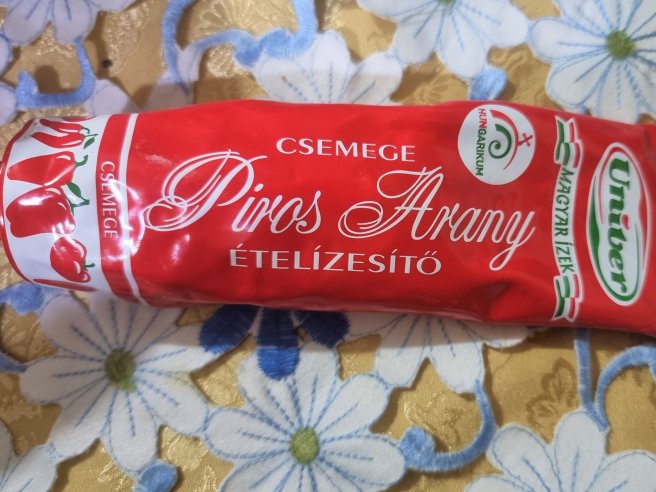 CSEMEGE
CSEMEGE
Piros Arany
ÉTELÍZESÍTŐ
HUNGARIKUM
MAGYAR ÍZEK
Univer